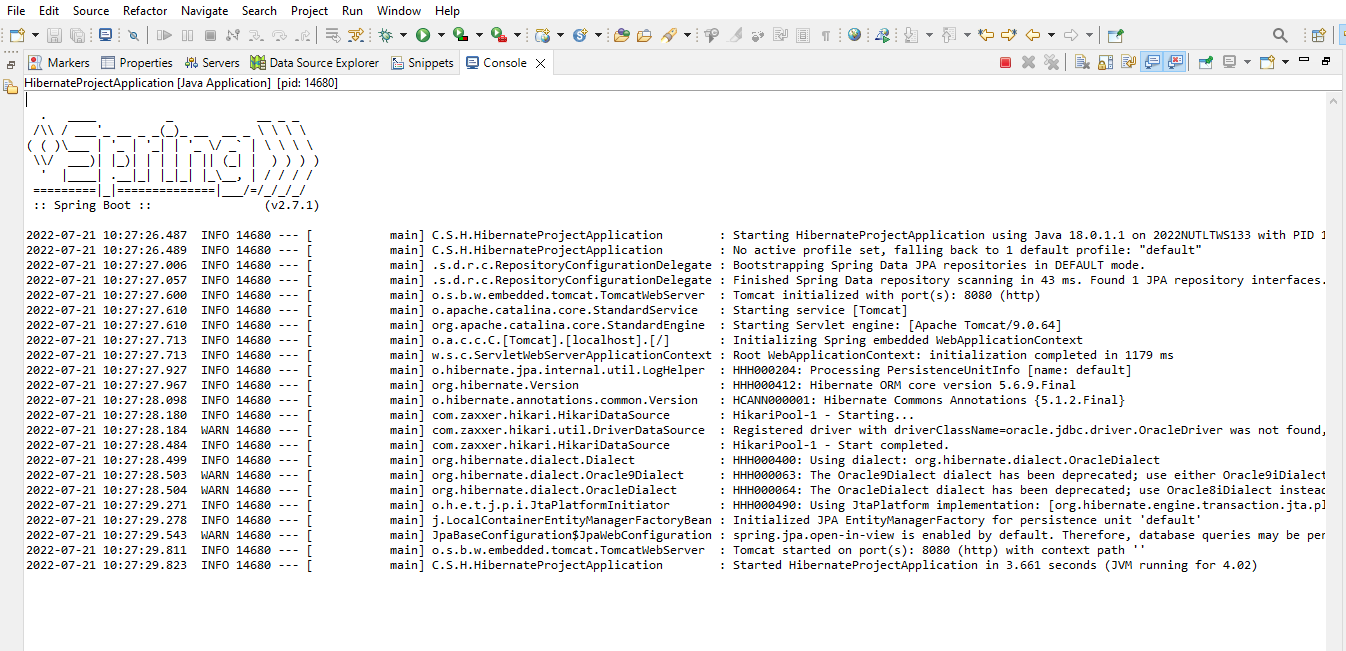 File Edit Source Refactor Navigate Search Project Run Window Help
Markers Properties Servers Data Source Explorer Snippets Console
HibernateProjectApplication [Java Application] [pid: 14680]
  .   ____          _            __ _ _
 /\\ / ___'_ __ _ _(_)_ __  __ _ \ \ \ \
( ( )\___ | '_ | '_| | '_ \/ _` | \ \ \ \
 \\/  ___)| |_)| | | | | || (_| |  ) ) ) )
  '  |____| .__|_| |_|_| |_\__, | / / / /
 =========|_|==============|___/=/_/_/_/
 :: Spring Boot ::                (v2.7.1)
2022-07-21 10:27:26.487  INFO 14680 --- [           main] C.S.H.HibernateProjectApplication        : Starting HibernateProjectApplication using Java 18.0.1.1 on 2022NUTLTWS133 with PID 1
2022-07-21 10:27:26.489  INFO 14680 --- [           main] C.S.H.HibernateProjectApplication        : No active profile set, falling back to 1 default profile: "default"
2022-07-21 10:27:27.006  INFO 14680 --- [           main] .s.d.r.c.RepositoryConfigurationDelegate : Bootstrapping Spring Data JPA repositories in DEFAULT mode.
2022-07-21 10:27:27.057  INFO 14680 --- [           main] .s.d.r.c.RepositoryConfigurationDelegate : Finished Spring Data repository scanning in 43 ms. Found 1 JPA repository interfaces.
2022-07-21 10:27:27.600  INFO 14680 --- [           main] o.s.b.w.embedded.tomcat.TomcatWebServer  : Tomcat initialized with port(s): 8080 (http)
2022-07-21 10:27:27.610  INFO 14680 --- [           main] o.apache.catalina.core.StandardService   : Starting service [Tomcat]
2022-07-21 10:27:27.610  INFO 14680 --- [           main] org.apache.catalina.core.StandardEngine  : Starting Servlet engine: [Apache Tomcat/9.0.64]
2022-07-21 10:27:27.713  INFO 14680 --- [           main] o.a.c.c.C.[Tomcat].[localhost].[/]       : Initializing Spring embedded WebApplicationContext
2022-07-21 10:27:27.713  INFO 14680 --- [           main] w.s.c.ServletWebServerApplicationContext : Root WebApplicationContext: initialization completed in 1179 ms
2022-07-21 10:27:27.927  INFO 14680 --- [           main] o.hibernate.jpa.internal.util.LogHelper  : HHH000204: Processing PersistenceUnitInfo [name: default]
2022-07-21 10:27:27.967  INFO 14680 --- [           main] org.hibernate.Version                    : HHH000412: Hibernate ORM core version 5.6.9.Final
2022-07-21 10:27:28.098  INFO 14680 --- [           main] o.hibernate.annotations.common.Version   : HCANN000001: Hibernate Commons Annotations {5.1.2.Final}
2022-07-21 10:27:28.180  INFO 14680 --- [           main] com.zaxxer.hikari.HikariDataSource       : HikariPool-1 - Starting...
2022-07-21 10:27:28.184  WARN 14680 --- [           main] com.zaxxer.hikari.util.DriverDataSource  : Registered driver with driverClassName=oracle.jdbc.driver.OracleDriver was not found,
2022-07-21 10:27:28.484  INFO 14680 --- [           main] com.zaxxer.hikari.HikariDataSource       : HikariPool-1 - Start completed.
2022-07-21 10:27:28.499  INFO 14680 --- [           main] org.hibernate.dialect.Dialect            : HHH000400: Using dialect: org.hibernate.dialect.OracleDialect
2022-07-21 10:27:28.503  WARN 14680 --- [           main] org.hibernate.dialect.Oracle9Dialect     : HHH000063: The Oracle9Dialect dialect has been deprecated; use either Oracle9iDialect
2022-07-21 10:27:28.504  WARN 14680 --- [           main] org.hibernate.dialect.OracleDialect      : HHH000064: The OracleDialect dialect has been deprecated; use Oracle8iDialect instead
2022-07-21 10:27:29.271  INFO 14680 --- [           main] o.h.e.t.j.p.i.JtaPlatformInitiator       : HHH000490: Using JtaPlatform implementation: [org.hibernate.engine.transaction.jta.pl
2022-07-21 10:27:29.278  INFO 14680 --- [           main] j.LocalContainerEntityManagerFactoryBean : Initialized JPA EntityManagerFactory for persistence unit 'default'
2022-07-21 10:27:29.543  WARN 14680 --- [           main] JpaBaseConfiguration$JpaWebConfiguration : spring.jpa.open-in-view is enabled by default. Therefore, database queries may be per
2022-07-21 10:27:29.811  INFO 14680 --- [           main] o.s.b.w.embedded.tomcat.TomcatWebServer  : Tomcat started on port(s): 8080 (http) with context path ''
2022-07-21 10:27:29.823  INFO 14680 --- [           main] C.S.H.HibernateProjectApplication        : Started HibernateProjectApplication in 3.661 seconds (JVM running for 4.02)